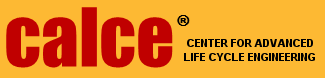 calce®
CENTER FOR ADVANCED
LIFE CYCLE ENGINEERING